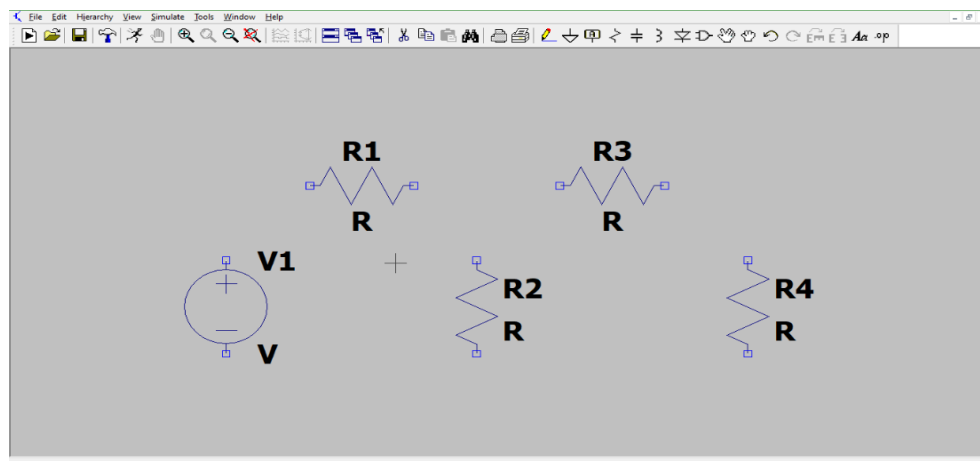 File Edit Hierarchy View Simulate Tools Window Help
Aa .op
R1 R3
R R
V1
R2 R4
R R
V